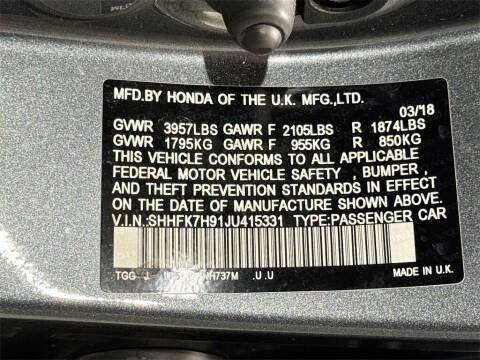 MFD.BY HONDA OF THE U.K. MFG.,LTD.
03/18
GVWR 3957LBS GAWR F 2105LBS R 1874LBS
GVWR 1795KG GAWR F 955KG R 850KG
THIS VEHICLE CONFORMS TO ALL APPLICABLE
FEDERAL MOTOR VEHICLE SAFETY , BUMPER ,
AND THEFT PREVENTION STANDARDS IN EFFECT
ON THE DATE OF MANUFACTURE SHOWN ABOVE.
V.I.N.:SHHFK7H91JU415331 TYPE:PASSENGER CAR
TGG J NH737M .U.U
MADE IN U.K.